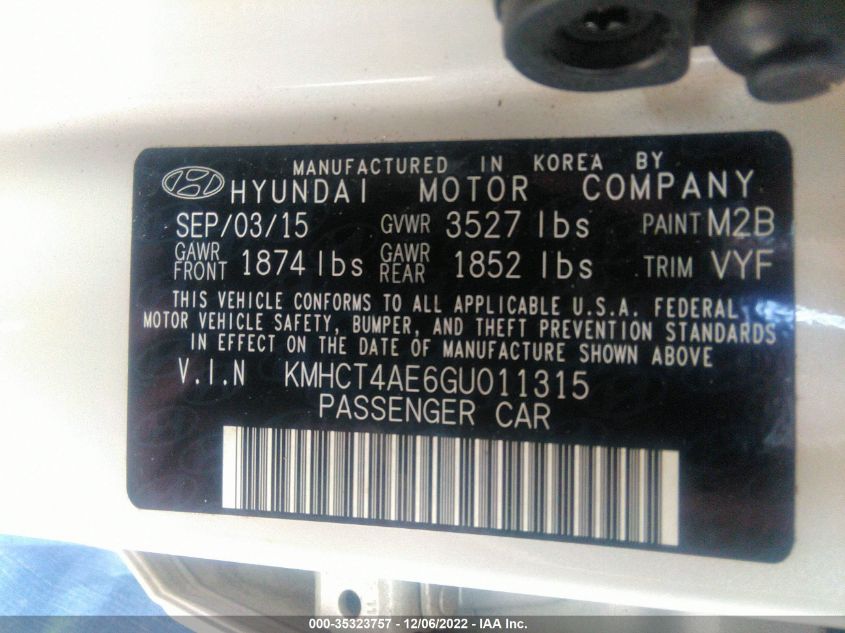 MANUFACTURED IN KOREA BY
HYUNDAI MOTOR COMPANY
SEP/03/15 GVWR 3527 lbs PAINT M2B
GAWR FRONT 1874 lbs GAWR REAR 1852 lbs TRIM VYF
THIS VEHICLE CONFORMS TO ALL APPLICABLE U.S.A. FEDERAL
MOTOR VEHICLE SAFETY, BUMPER, AND THEFT PREVENTION STANDARDS
IN EFFECT ON THE DATE OF MANUFACTURE SHOWN ABOVE
V.I.N KMHCT4AE6GU011315
PASSENGER CAR
000-35323757 - 12/06/2022 - IAA Inc.